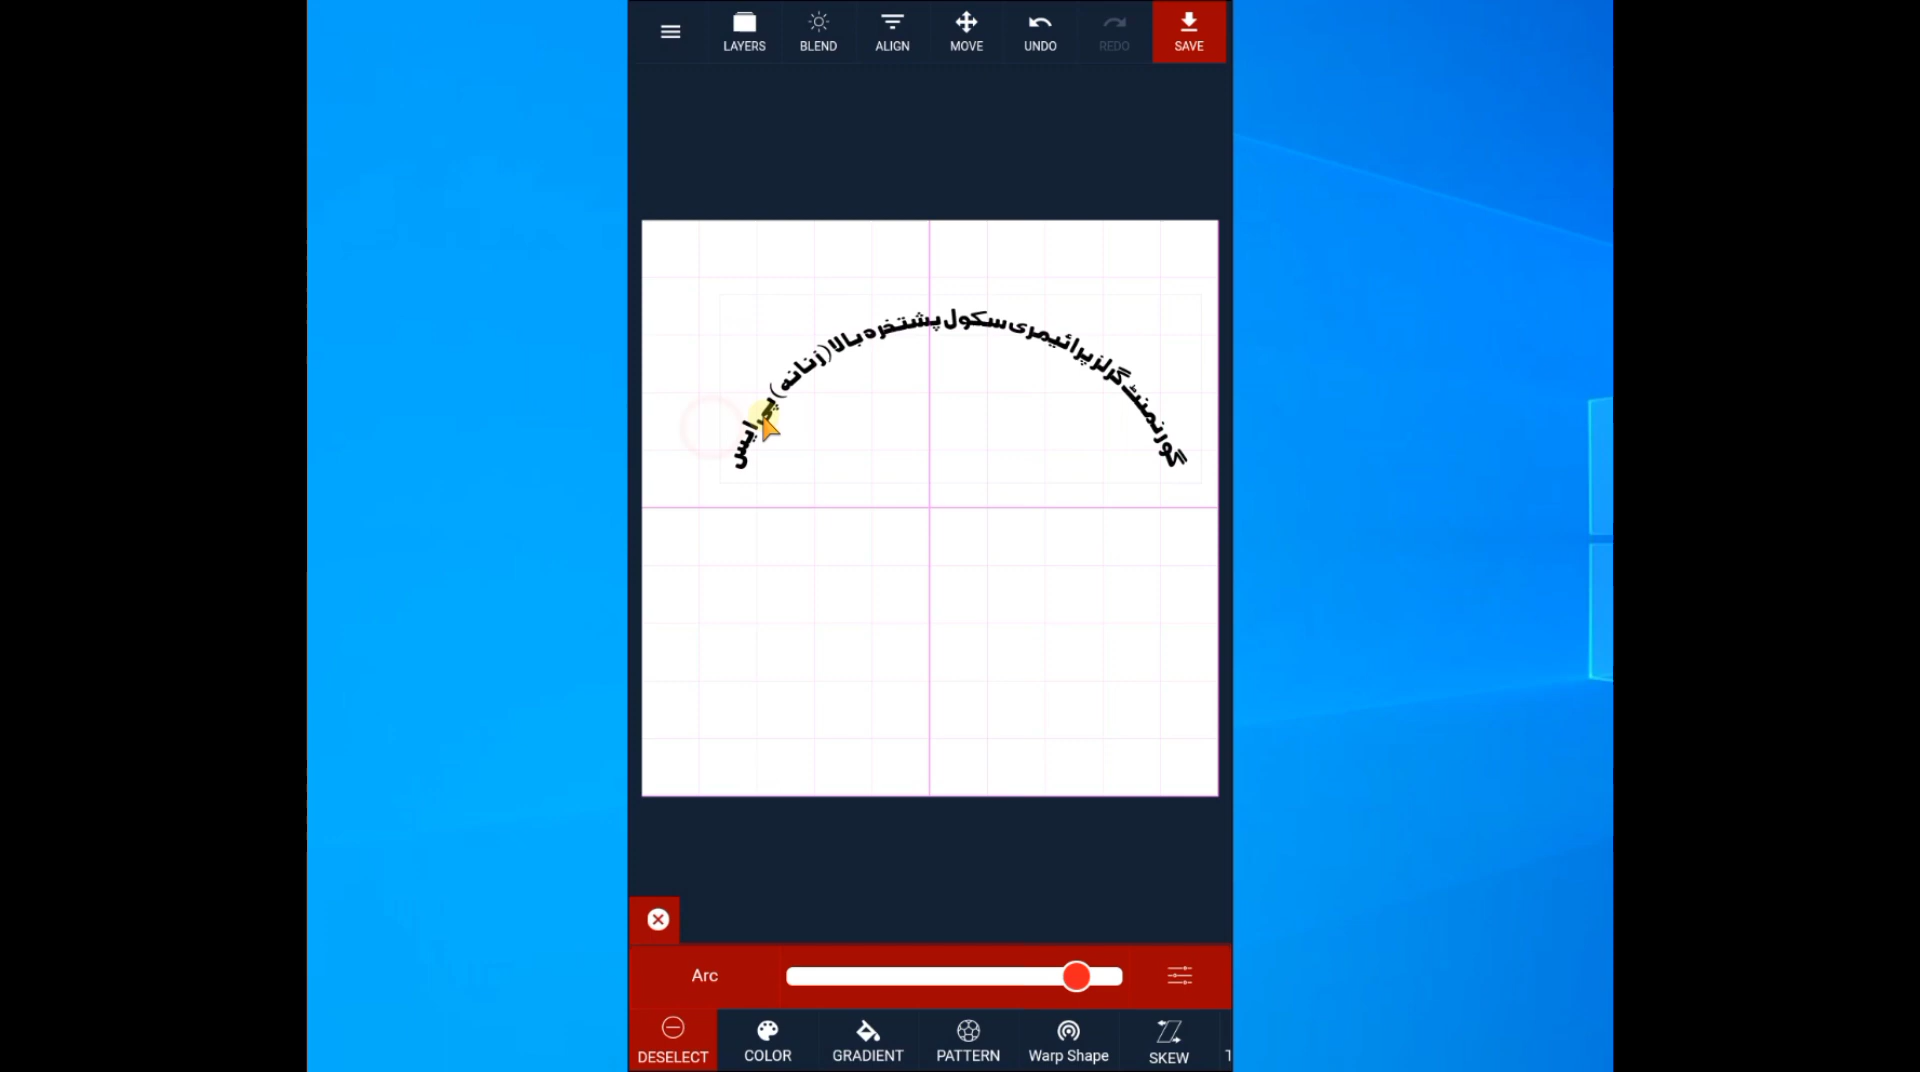 LAYERS
BLEND
ALIGN
MOVE
UNDO
REDO
SAVE
گورنمنٹ گرلز پرائیمری سکول پشتخرہ بالا (زنانہ)
Arc
DESELECT
COLOR
GRADIENT
PATTERN
Warp Shape
SKEW